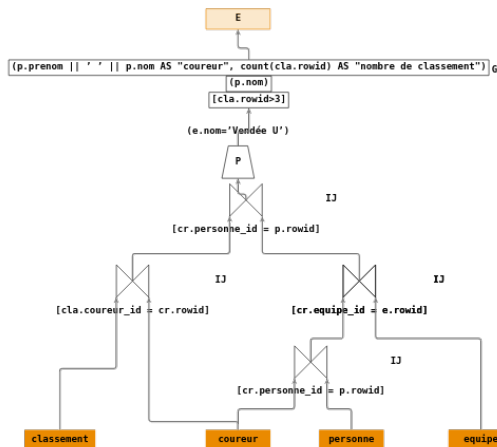 E
(p.prenom || ’ ’ || p.nom AS "coureur", count(cla.rowid) AS "nombre de classement")
G
(p.nom)
[cla.rowid>3]
(e.nom=’Vendée U’)
P
IJ
[cr.personne_id = p.rowid]
IJ
IJ
[cla.coureur_id = cr.rowid]
[cr.equipe_id = e.rowid]
IJ
[cr.personne_id = p.rowid]
classement
coureur
personne
equipe